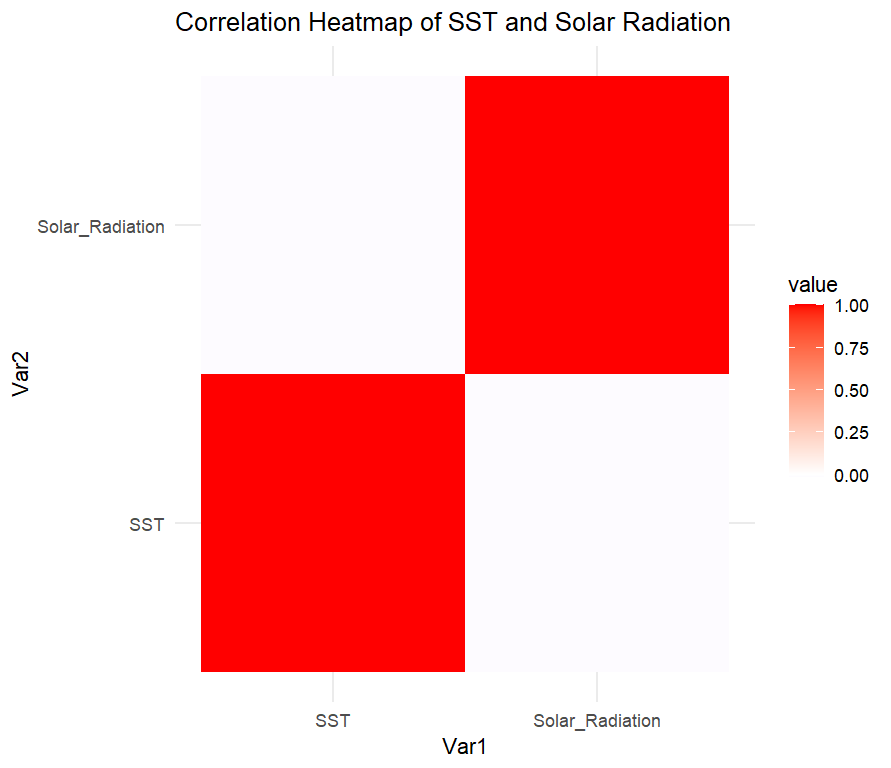 Correlation Heatmap of SST and Solar Radiation
Var2
Solar_Radiation
SST
SST
Solar_Radiation
Var1
value
1.00
0.75
0.50
0.25
0.00